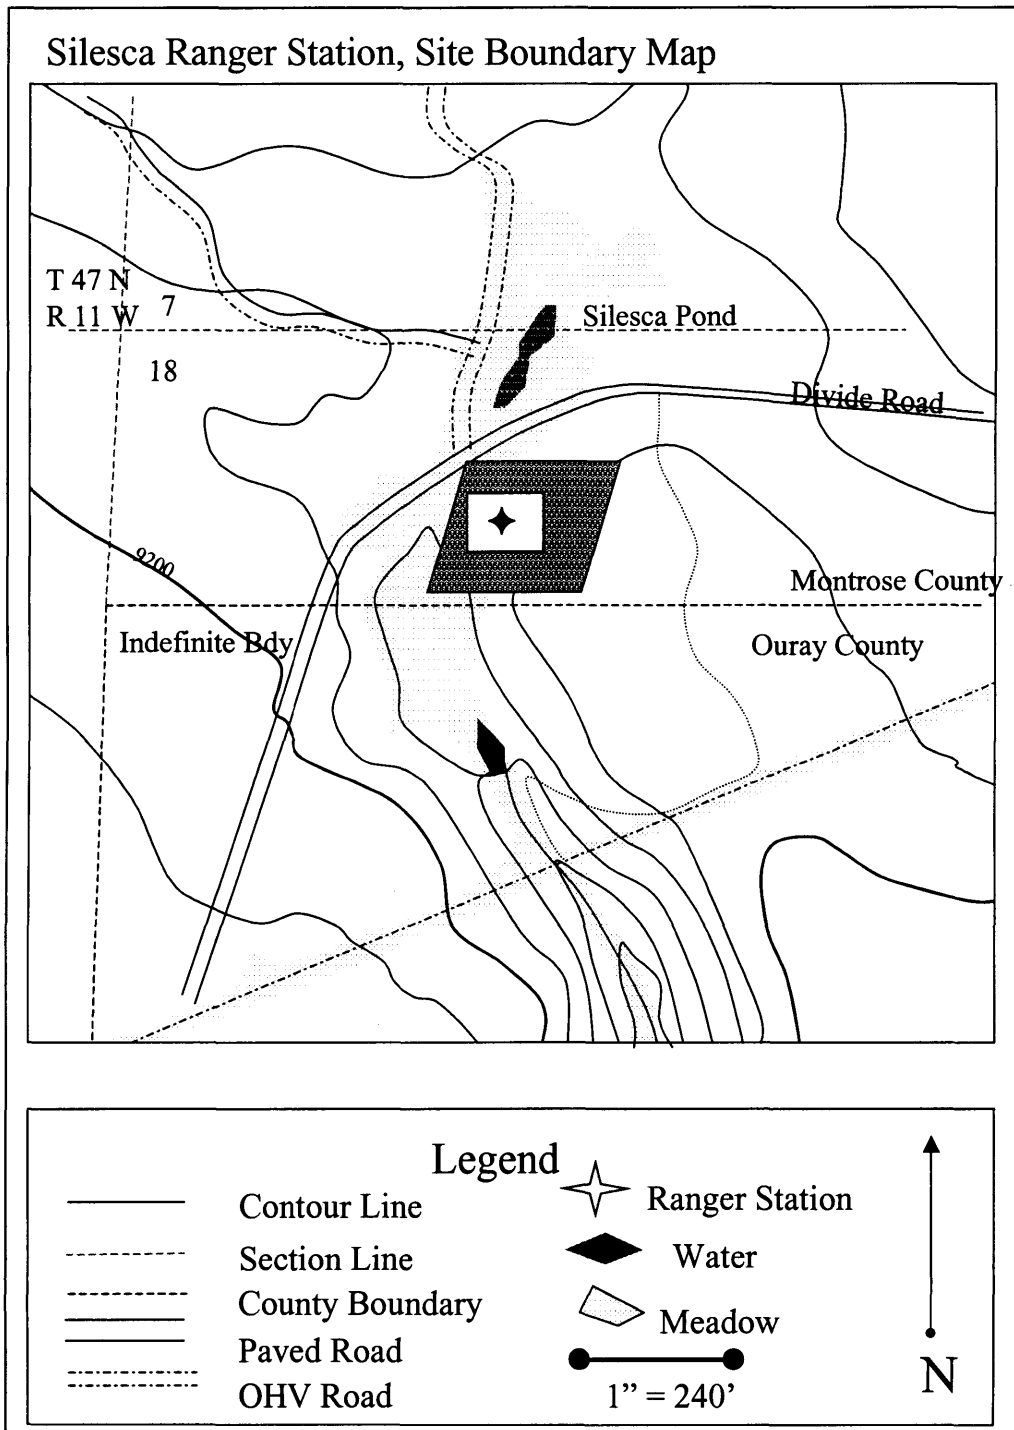 Silesca Ranger Station, Site Boundary Map
T 47 N
R 11 W
7
18
Silesca Pond
Divide Road
9200
Montrose County
Indefinite Bdy
Ouray County
Legend
Contour Line
Section Line
County Boundary
Paved Road
OHV Road
Ranger Station
Water
Meadow
1” = 240’
N